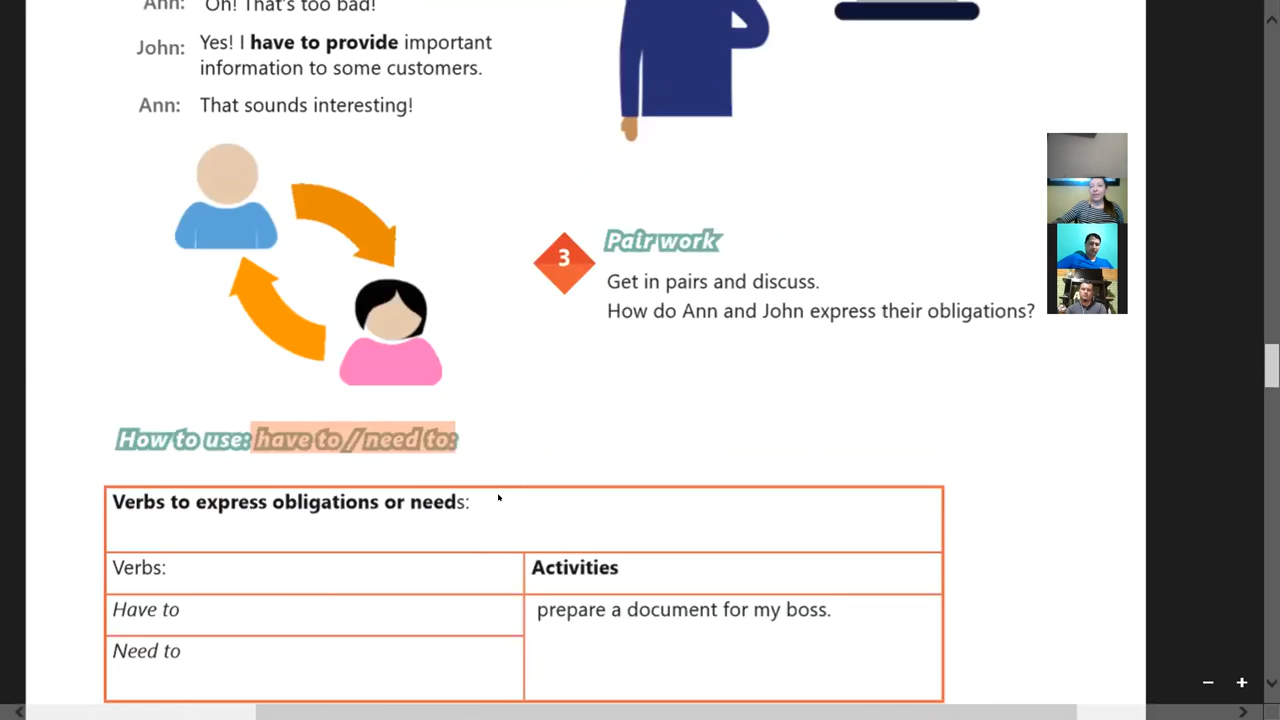 Ann: Oh! That's too bad!
John: Yes! I have to provide important
information to some customers.
Ann: That sounds interesting!
3 Pair work
Get in pairs and discuss.
How do Ann and John express their obligations?
How to use: have to / need to:
Verbs to express obligations or needs:
Verbs: Activities
Have to prepare a document for my boss.
Need to